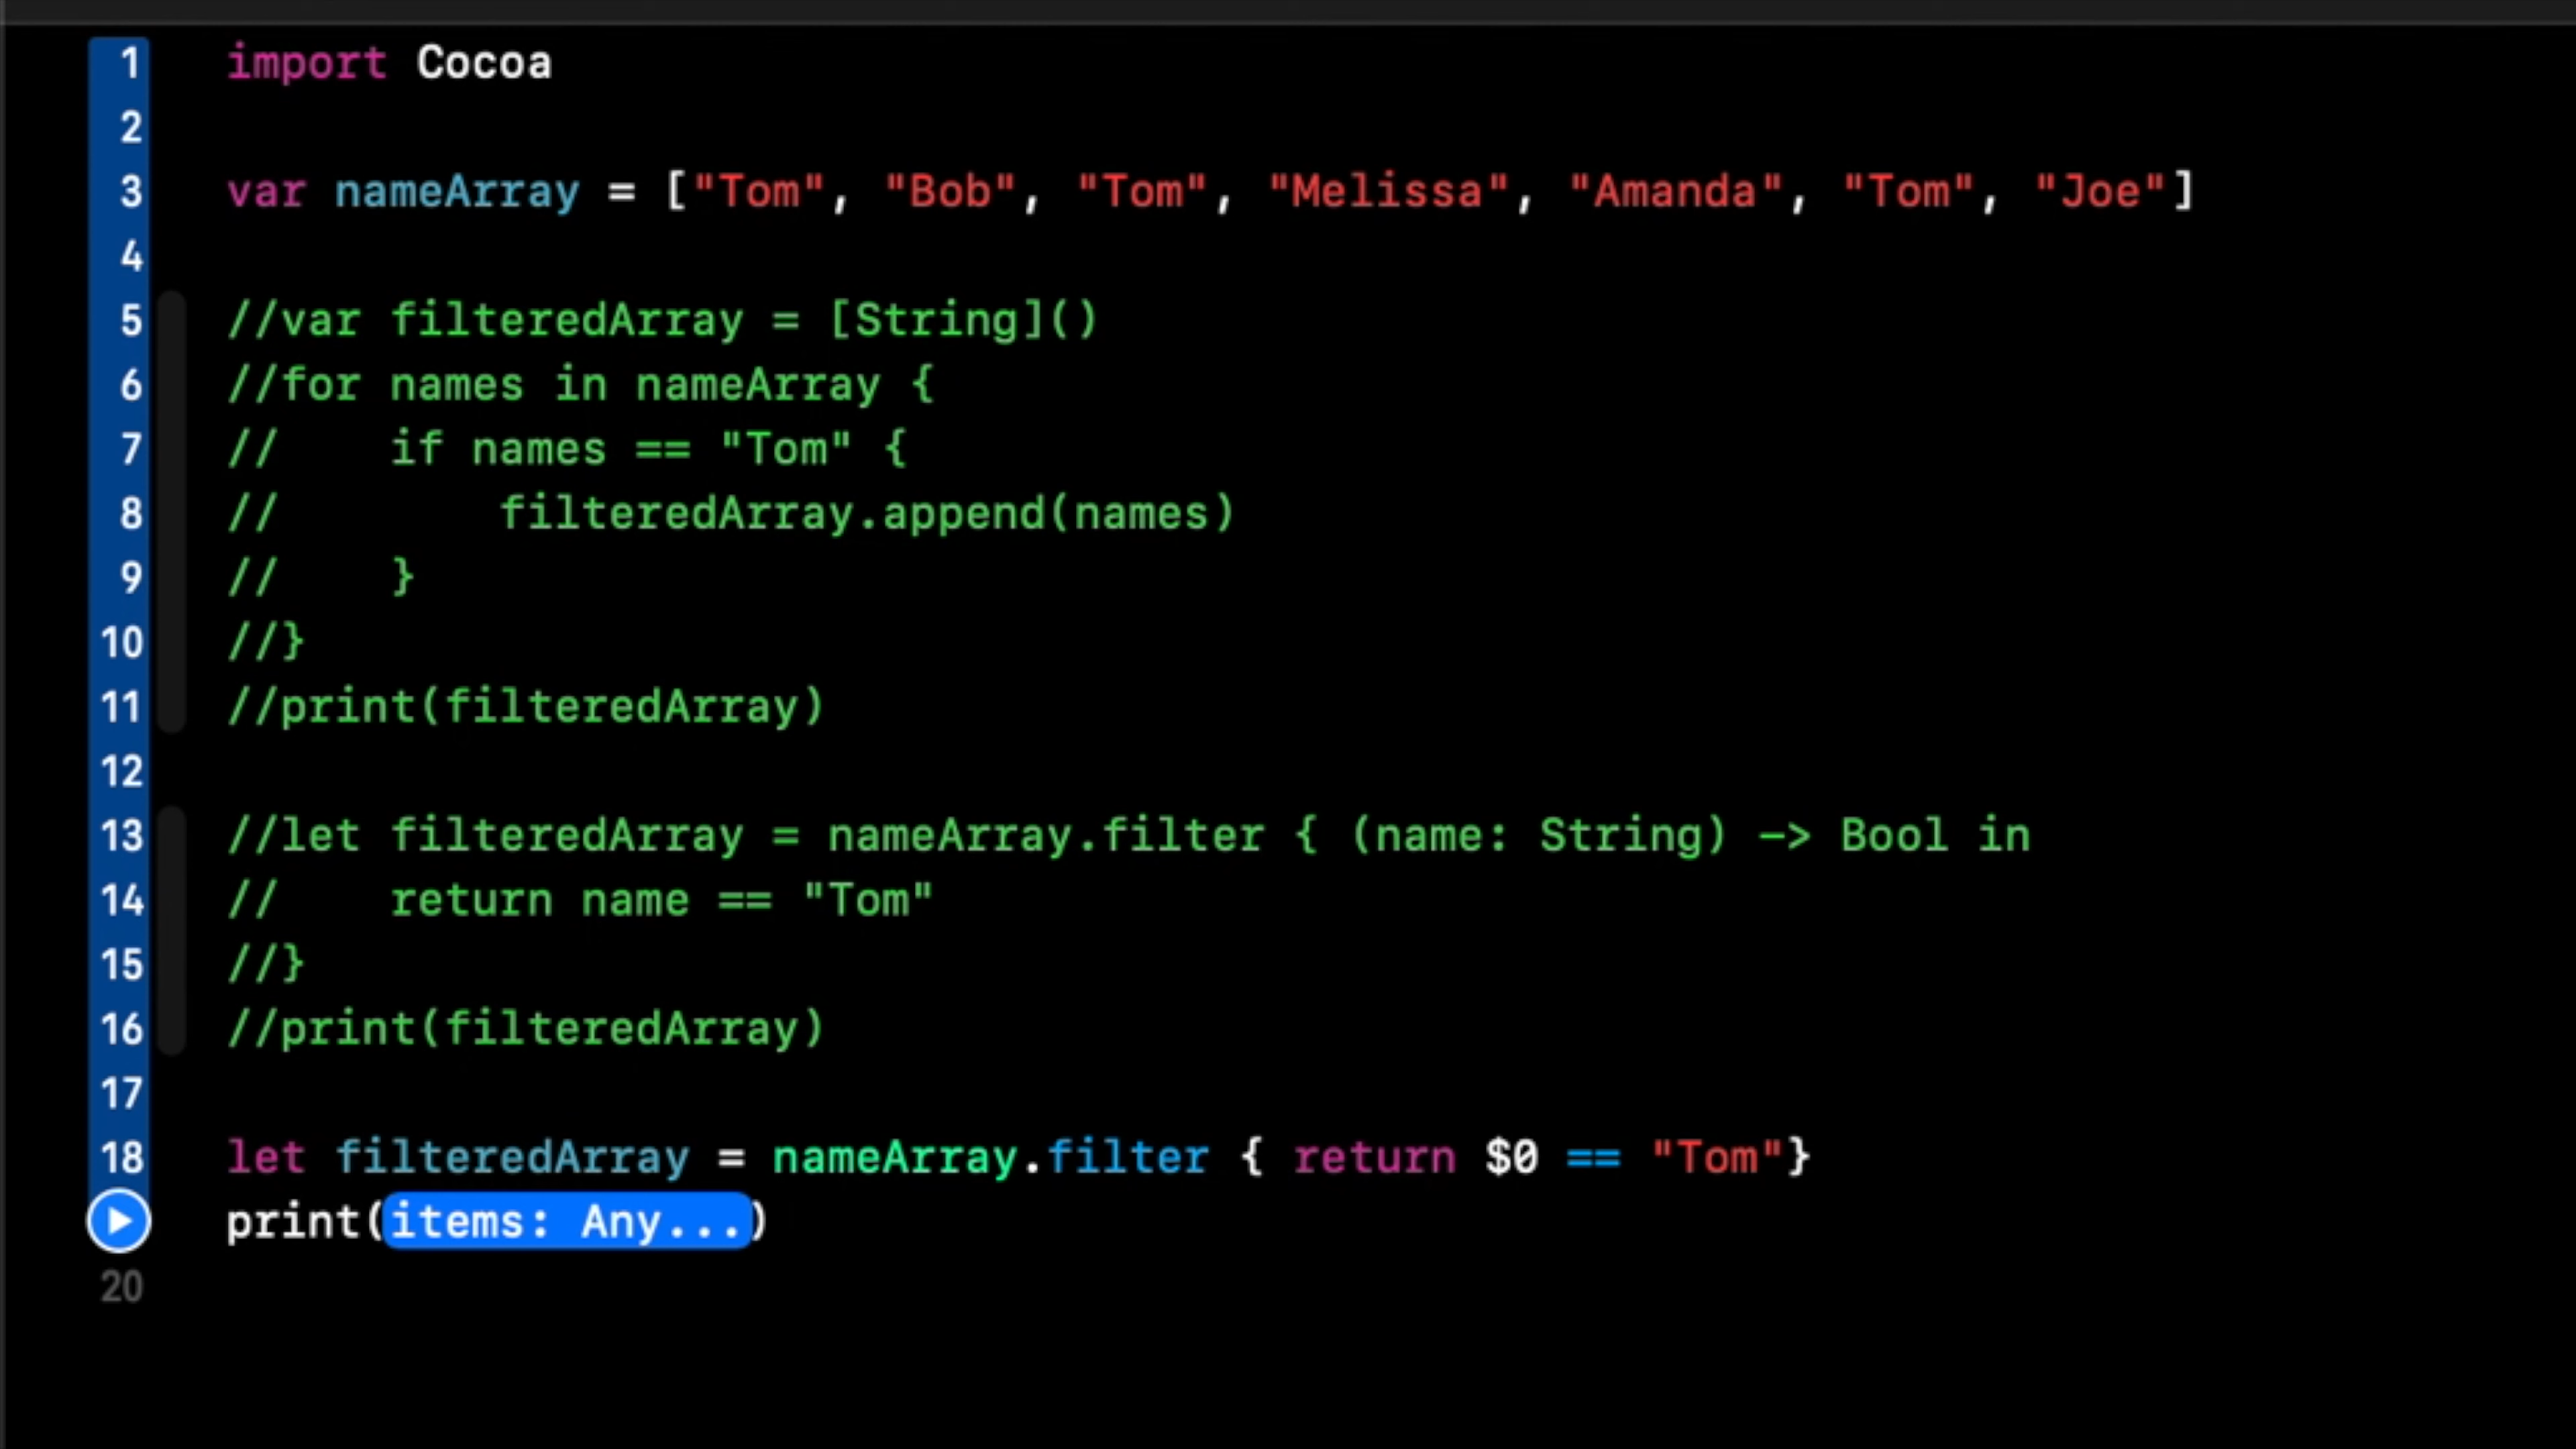 1 import Cocoa
2
3 var nameArray = ["Tom", "Bob", "Tom", "Melissa", "Amanda", "Tom", "Joe"]
4
5 //var filteredArray = [String]()
6 //for names in nameArray {
7 //    if names == "Tom" {
8 //        filteredArray.append(names)
9 //    }
10 //}
11 //print(filteredArray)
12
13 //let filteredArray = nameArray.filter { (name: String) -> Bool in
14 //    return name == "Tom"
15 //}
16 //print(filteredArray)
17
18 let filteredArray = nameArray.filter { return $0 == "Tom"}
print(items: Any...)
20